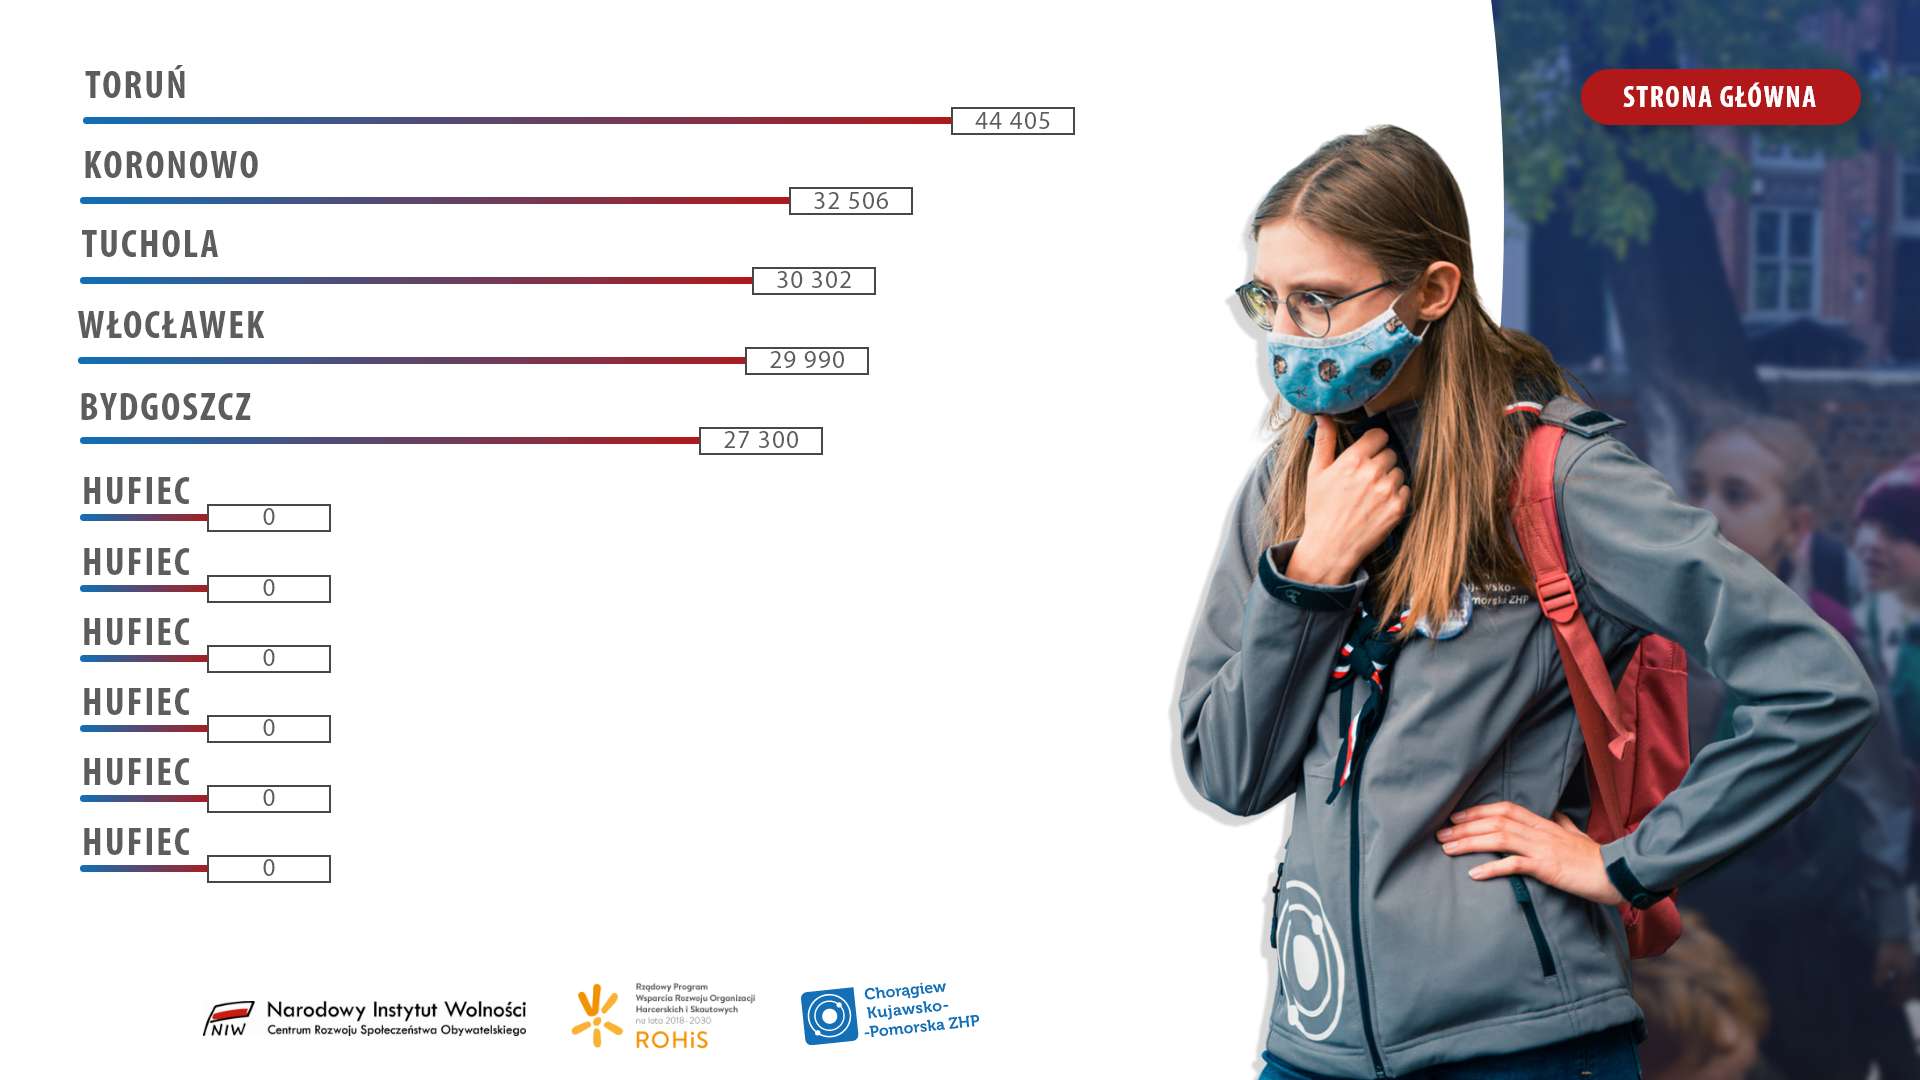 TORUŃ
44 405
STRONA GŁÓWNA
KORONOWO
32 506
TUCHOLA
30 302
WŁOCŁAWEK
29 990
BYDGOSZCZ
27 300
HUFIEC
0
HUFIEC
0
HUFIEC
0
HUFIEC
0
HUFIEC
0
HUFIEC
0
NIW
Narodowy Instytut Wolności
Centrum Rozwoju Społeczeństwa Obywatelskiego
Rządowy Program
Wsparcia Rozwoju Organizacji
Harcerskich i Skautowych
na lata 2018-2030
ROHiS
Chorągiew
Kujawsko-
-Pomorska ZHP